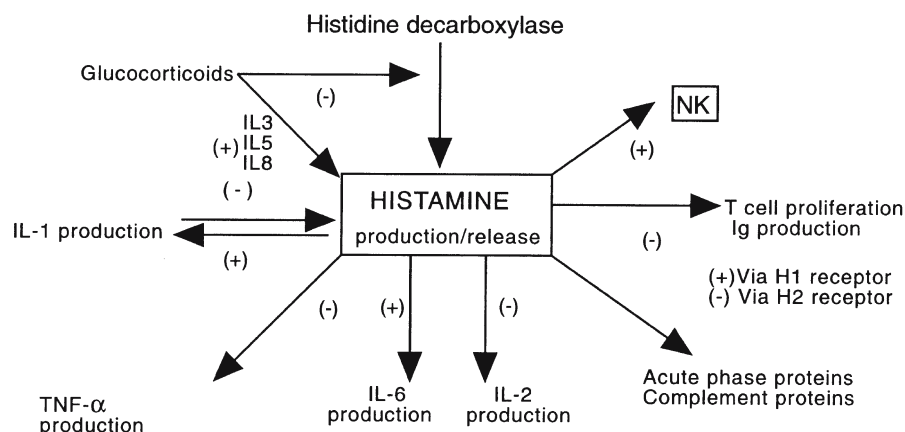 Histidine decarboxylase
Glucocorticoids
(-)
NK
IL3
(+) IL5
IL8
(+)
(-)
HISTAMINE
production/release
T cell proliferation
Ig production
IL-1 production
(-)
(+)
(+)Via H1 receptor
(-) Via H2 receptor
(-)
(+)
(-)
Acute phase proteins
Complement proteins
TNF-α
production
IL-6
production
IL-2
production